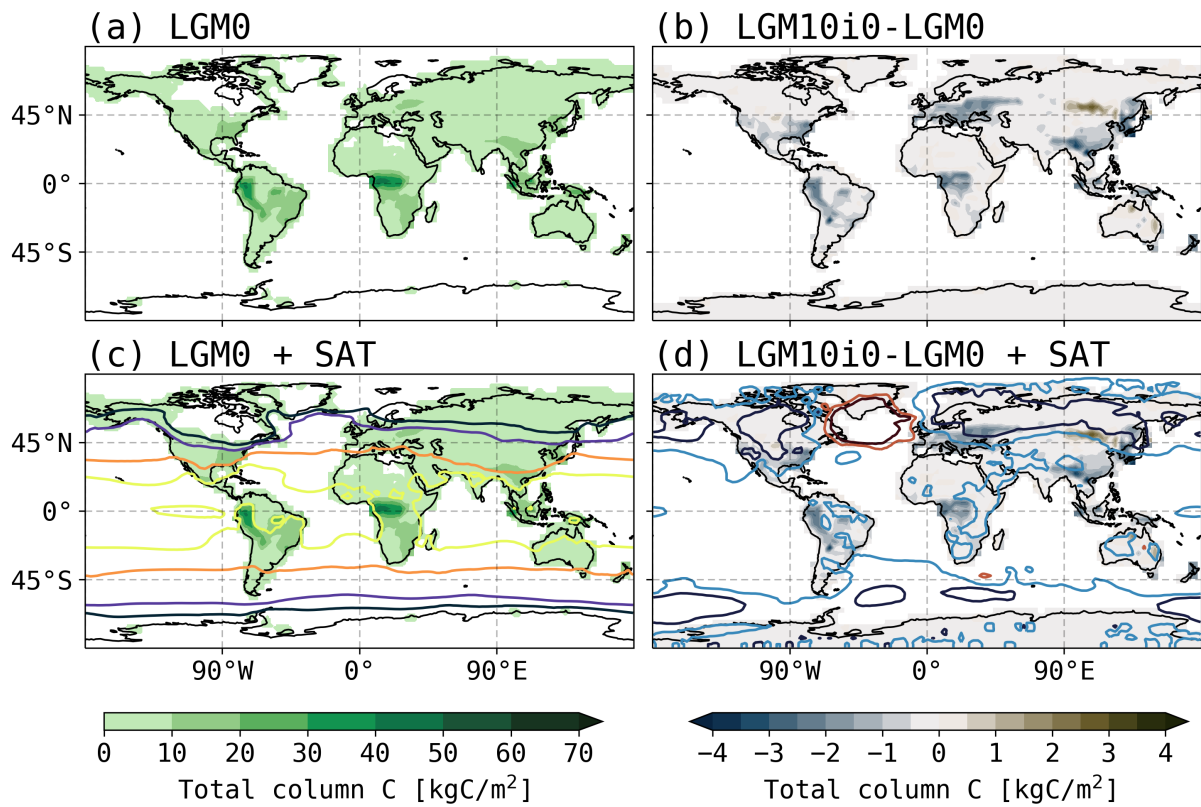 (a) LGM0
(b) LGM10i0-LGM0
45°N
0°
45°S
(c) LGM0 + SAT
(d) LGM10i0-LGM0 + SAT
45°N
0°
45°S
90°W 0° 90°E
90°W 0° 90°E
0 10 20 30 40 50 60 70
Total column C [kgC/m²]
−4 −3 −2 −1 0 1 2 3 4
Total column C [kgC/m²]